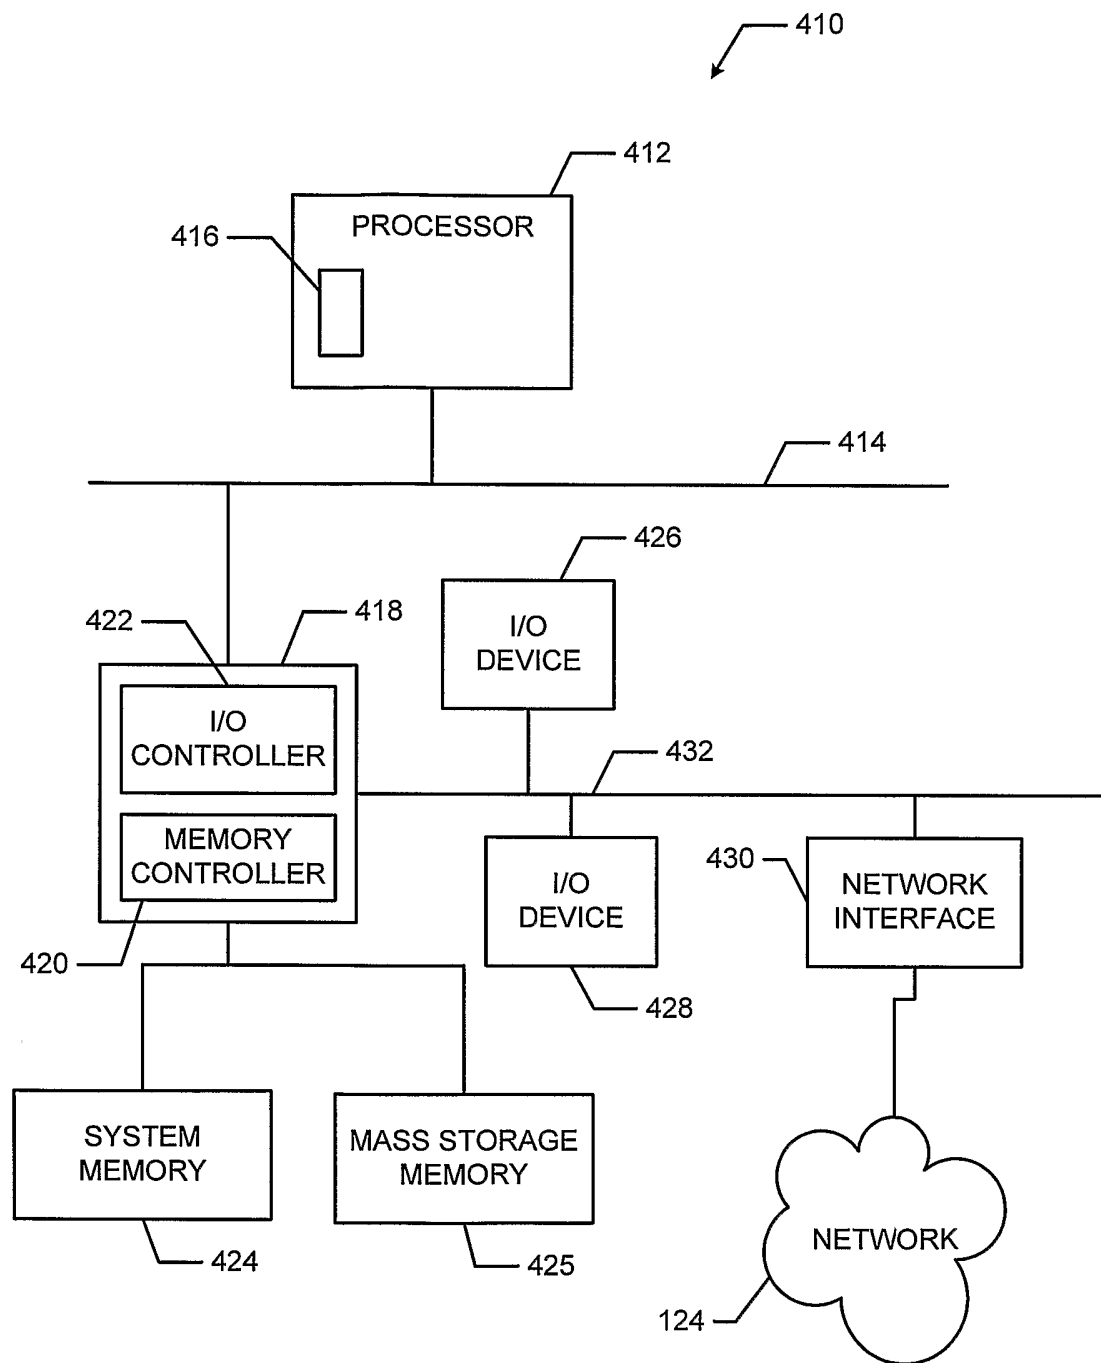 410
412
PROCESSOR
416
414
426
I/O
DEVICE
418
422
I/O
CONTROLLER
432
MEMORY
CONTROLLER
430
I/O
DEVICE
NETWORK
INTERFACE
420
428
SYSTEM
MEMORY
MASS STORAGE
MEMORY
NETWORK
424
425
124